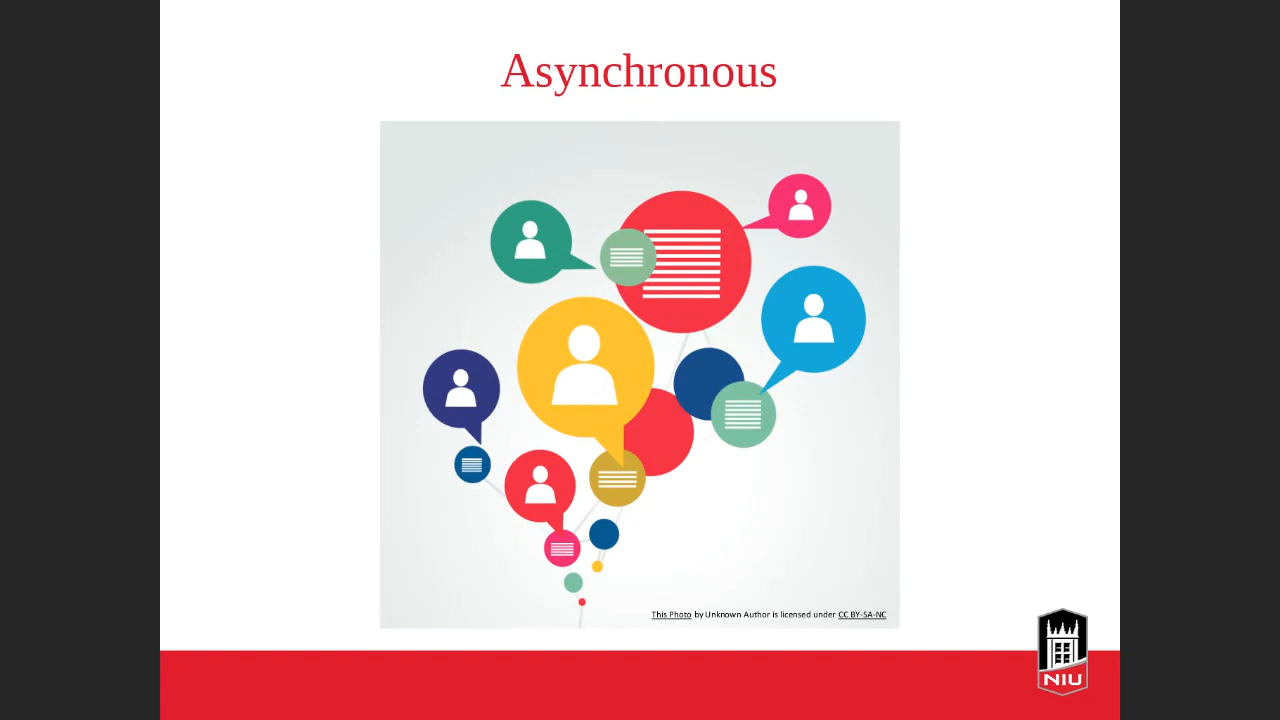 Asynchronous
This Photo by Unknown Author is licensed under CC BY-SA-NC
NIU